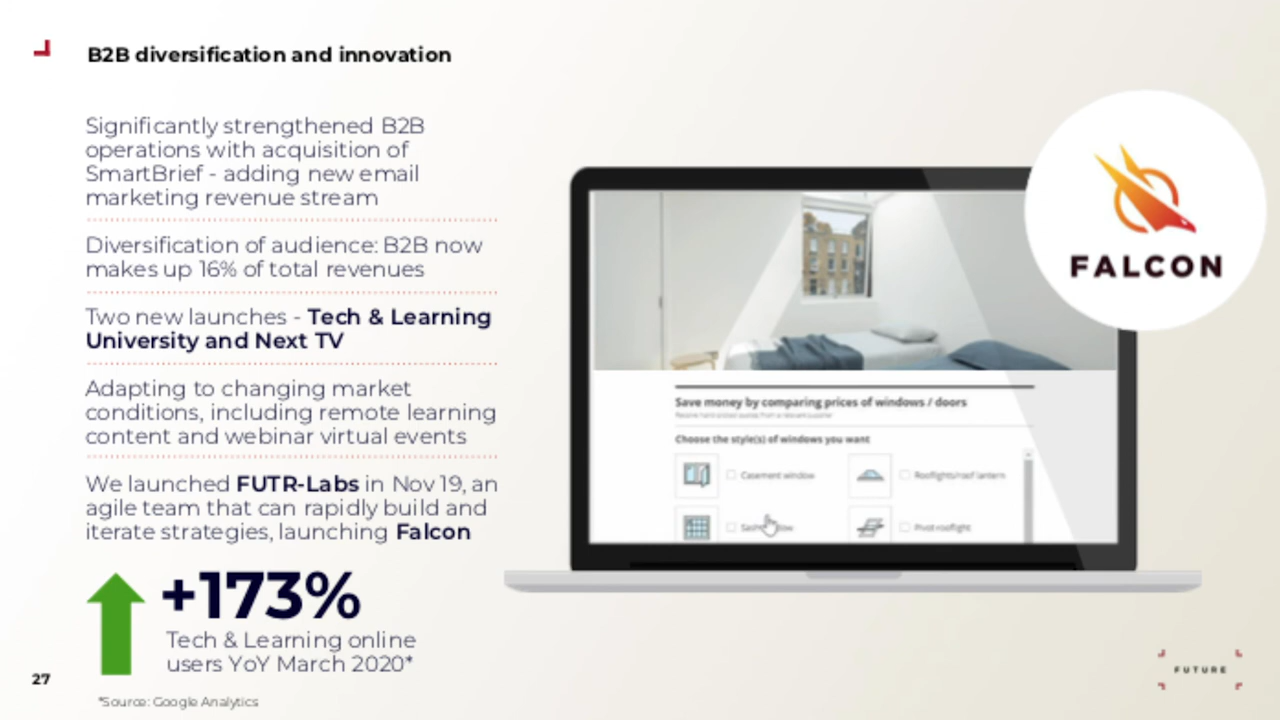 B2B diversification and innovation
Significantly strengthened B2B
operations with acquisition of
SmartBrief - adding new email
marketing revenue stream
Diversification of audience: B2B now
makes up 16% of total revenues
Two new launches - Tech & Learning
University and Next TV
Adapting to changing market
conditions, including remote learning
content and webinar virtual events
We launched FUTR-Labs in Nov 19, an
agile team that can rapidly build and
iterate strategies, launching Falcon
+173%
Tech & Learning online
users YoY March 2020*
27
*Source: Google Analytics
FALCON
Save money by comparing prices of windows / doors
Choose the style(s) of windows you want
Casement window
Rooflights/roof lantern
Pivot rooflight
FUTURE